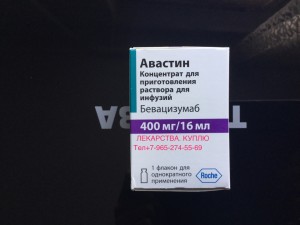 Авастин
Концентрат для
приготовления
раствора для
инфузий
Бевацизумаб
400 мг/16 мл
ЛЕКАРСТВА, КУПЛЮ
Тел+7-965-274-55-69
1 флакон для
однократного
применения
Roche